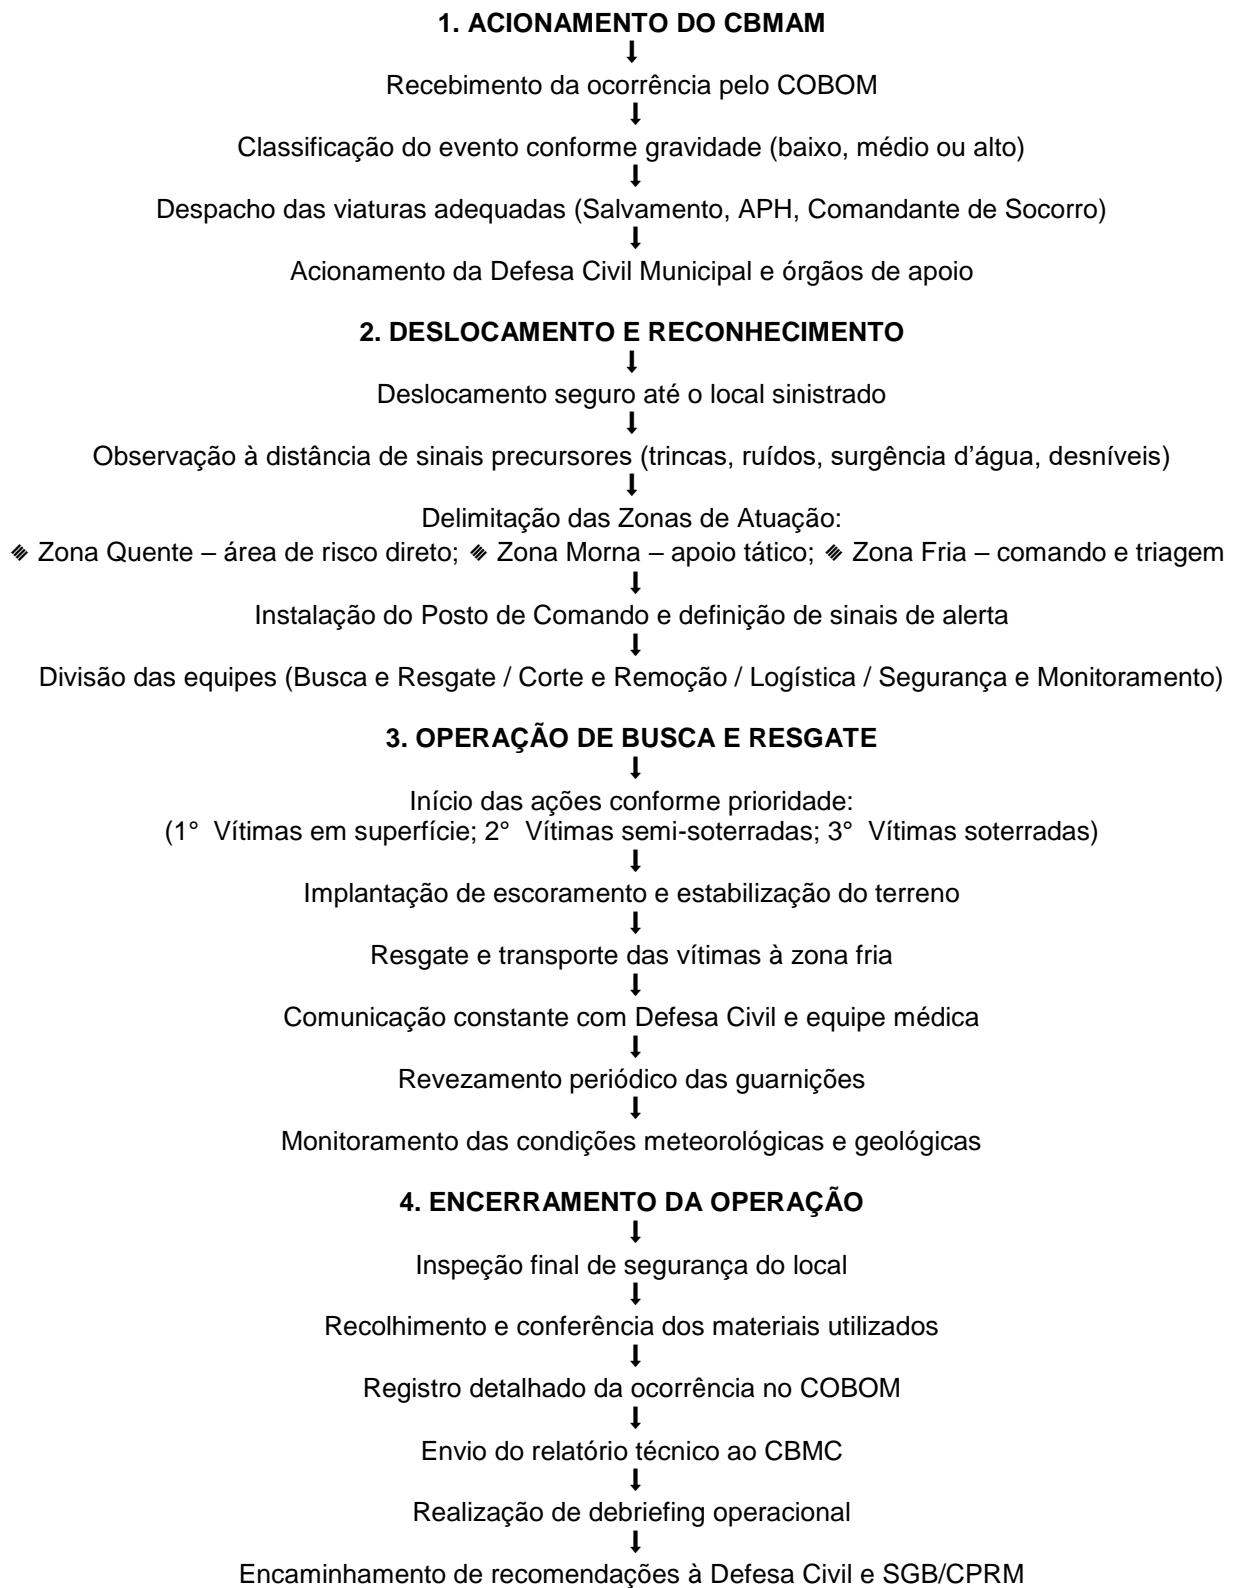 1. ACIONAMENTO DO CBMAM
Recebimento da ocorrência pelo COBOM
Classificação do evento conforme gravidade (baixo, médio ou alto)
Despacho das viaturas adequadas (Salvamento, APH, Comandante de Socorro)
Acionamento da Defesa Civil Municipal e órgãos de apoio
2. DESLOCAMENTO E RECONHECIMENTO
Deslocamento seguro até o local sinistrado
Observação à distância de sinais precursores (trincas, ruídos, surgência d’água, desníveis)
Delimitação das Zonas de Atuação:
Zona Quente – área de risco direto; Zona Morna – apoio tático; Zona Fria – comando e triagem
Instalação do Posto de Comando e definição de sinais de alerta
Divisão das equipes (Busca e Resgate / Corte e Remoção / Logística / Segurança e Monitoramento)
3. OPERAÇÃO DE BUSCA E RESGATE
Início das ações conforme prioridade:
(1° Vítimas em superfície; 2° Vítimas semi-soterradas; 3° Vítimas soterradas)
Implantação de escoramento e estabilização do terreno
Resgate e transporte das vítimas à zona fria
Comunicação constante com Defesa Civil e equipe médica
Revezamento periódico das guarnições
Monitoramento das condições meteorológicas e geológicas
4. ENCERRAMENTO DA OPERAÇÃO
Inspeção final de segurança do local
Recolhimento e conferência dos materiais utilizados
Registro detalhado da ocorrência no COBOM
Envio do relatório técnico ao CBMC
Realização de debriefing operacional
Encaminhamento de recomendações à Defesa Civil e SGB/CPRM